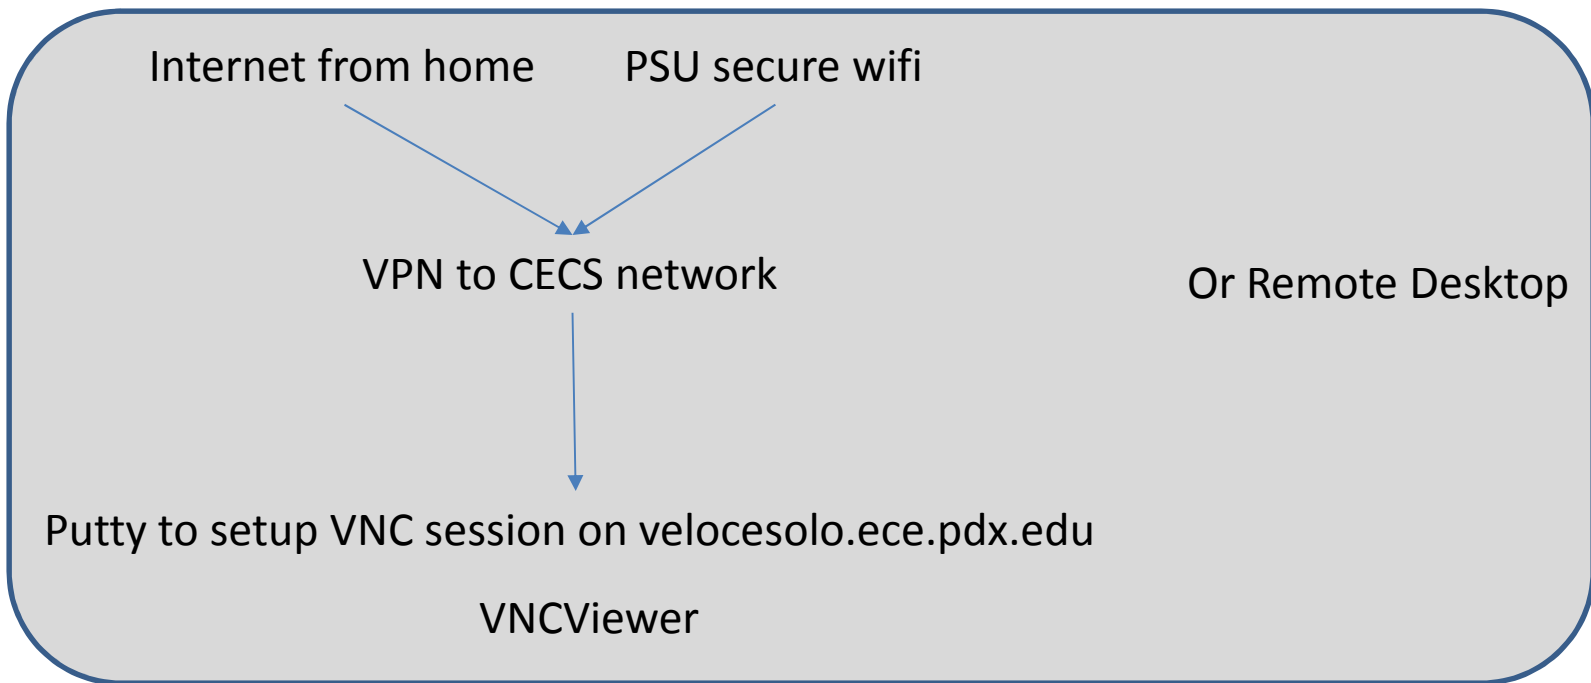 Internet from home
PSU secure wifi
VPN to CECS network
Or Remote Desktop
Putty to setup VNC session on velocesolo.ece.pdx.edu
VNCViewer